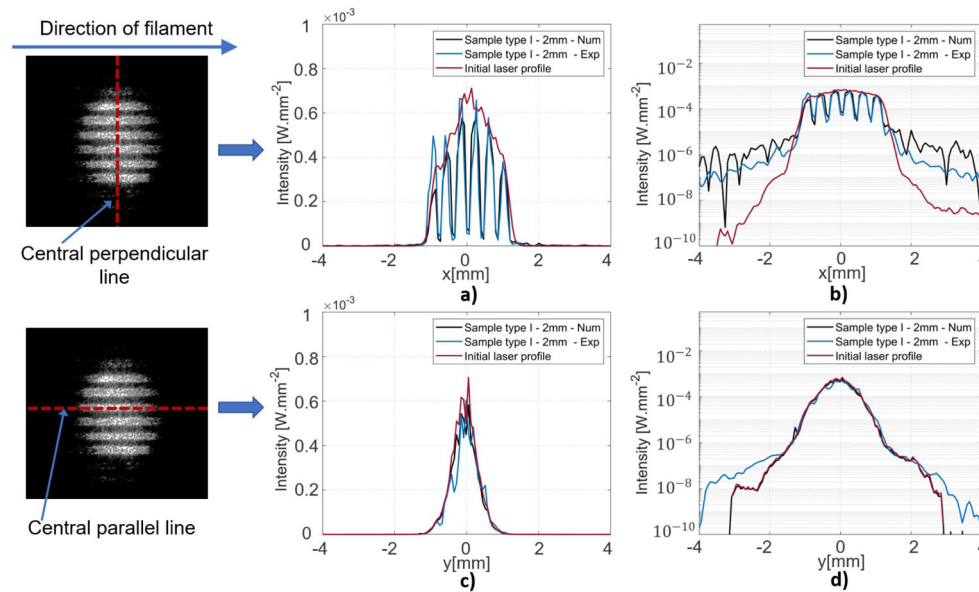 Direction of filament
Central perpendicular
line
×10⁻³
1
0.8
0.6
0.4
0.2
0
Intensity [W.mm⁻²]
Sample type I - 2mm - Num
Sample type I - 2mm - Exp
Initial laser profile
-4 -2 0 2 4
x[mm]
a)
10⁻²
10⁻⁴
10⁻⁶
10⁻⁸
10⁻¹⁰
Intensity [W.mm⁻²]
Sample type I - 2mm - Num
Sample type I - 2mm - Exp
Initial laser profile
-4 -2 0 2 4
x[mm]
b)
Central parallel line
×10⁻³
1
0.8
0.6
0.4
0.2
0
Intensity [W.mm⁻²]
Sample type I - 2mm - Num
Sample type I - 2mm - Exp
Initial laser profile
-4 -2 0 2 4
y[mm]
c)
10⁻²
10⁻⁴
10⁻⁶
10⁻⁸
10⁻¹⁰
Intensity [W.mm⁻²]
Sample type I - 2mm - Num
Sample type I - 2mm - Exp
Initial laser profile
-4 -2 0 2 4
y[mm]
d)